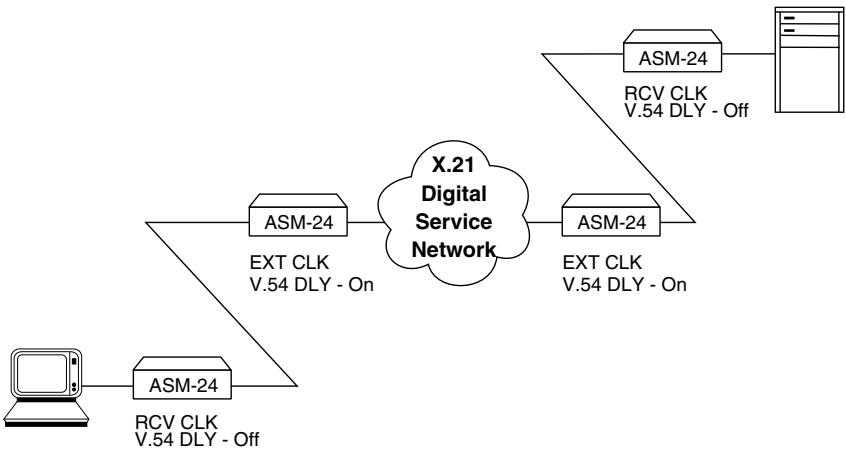 ASM-24
RCV CLK
V.54 DLY - Off
X.21
Digital
Service
Network
ASM-24
EXT CLK
V.54 DLY - On
ASM-24
EXT CLK
V.54 DLY - On
ASM-24
RCV CLK
V.54 DLY - Off